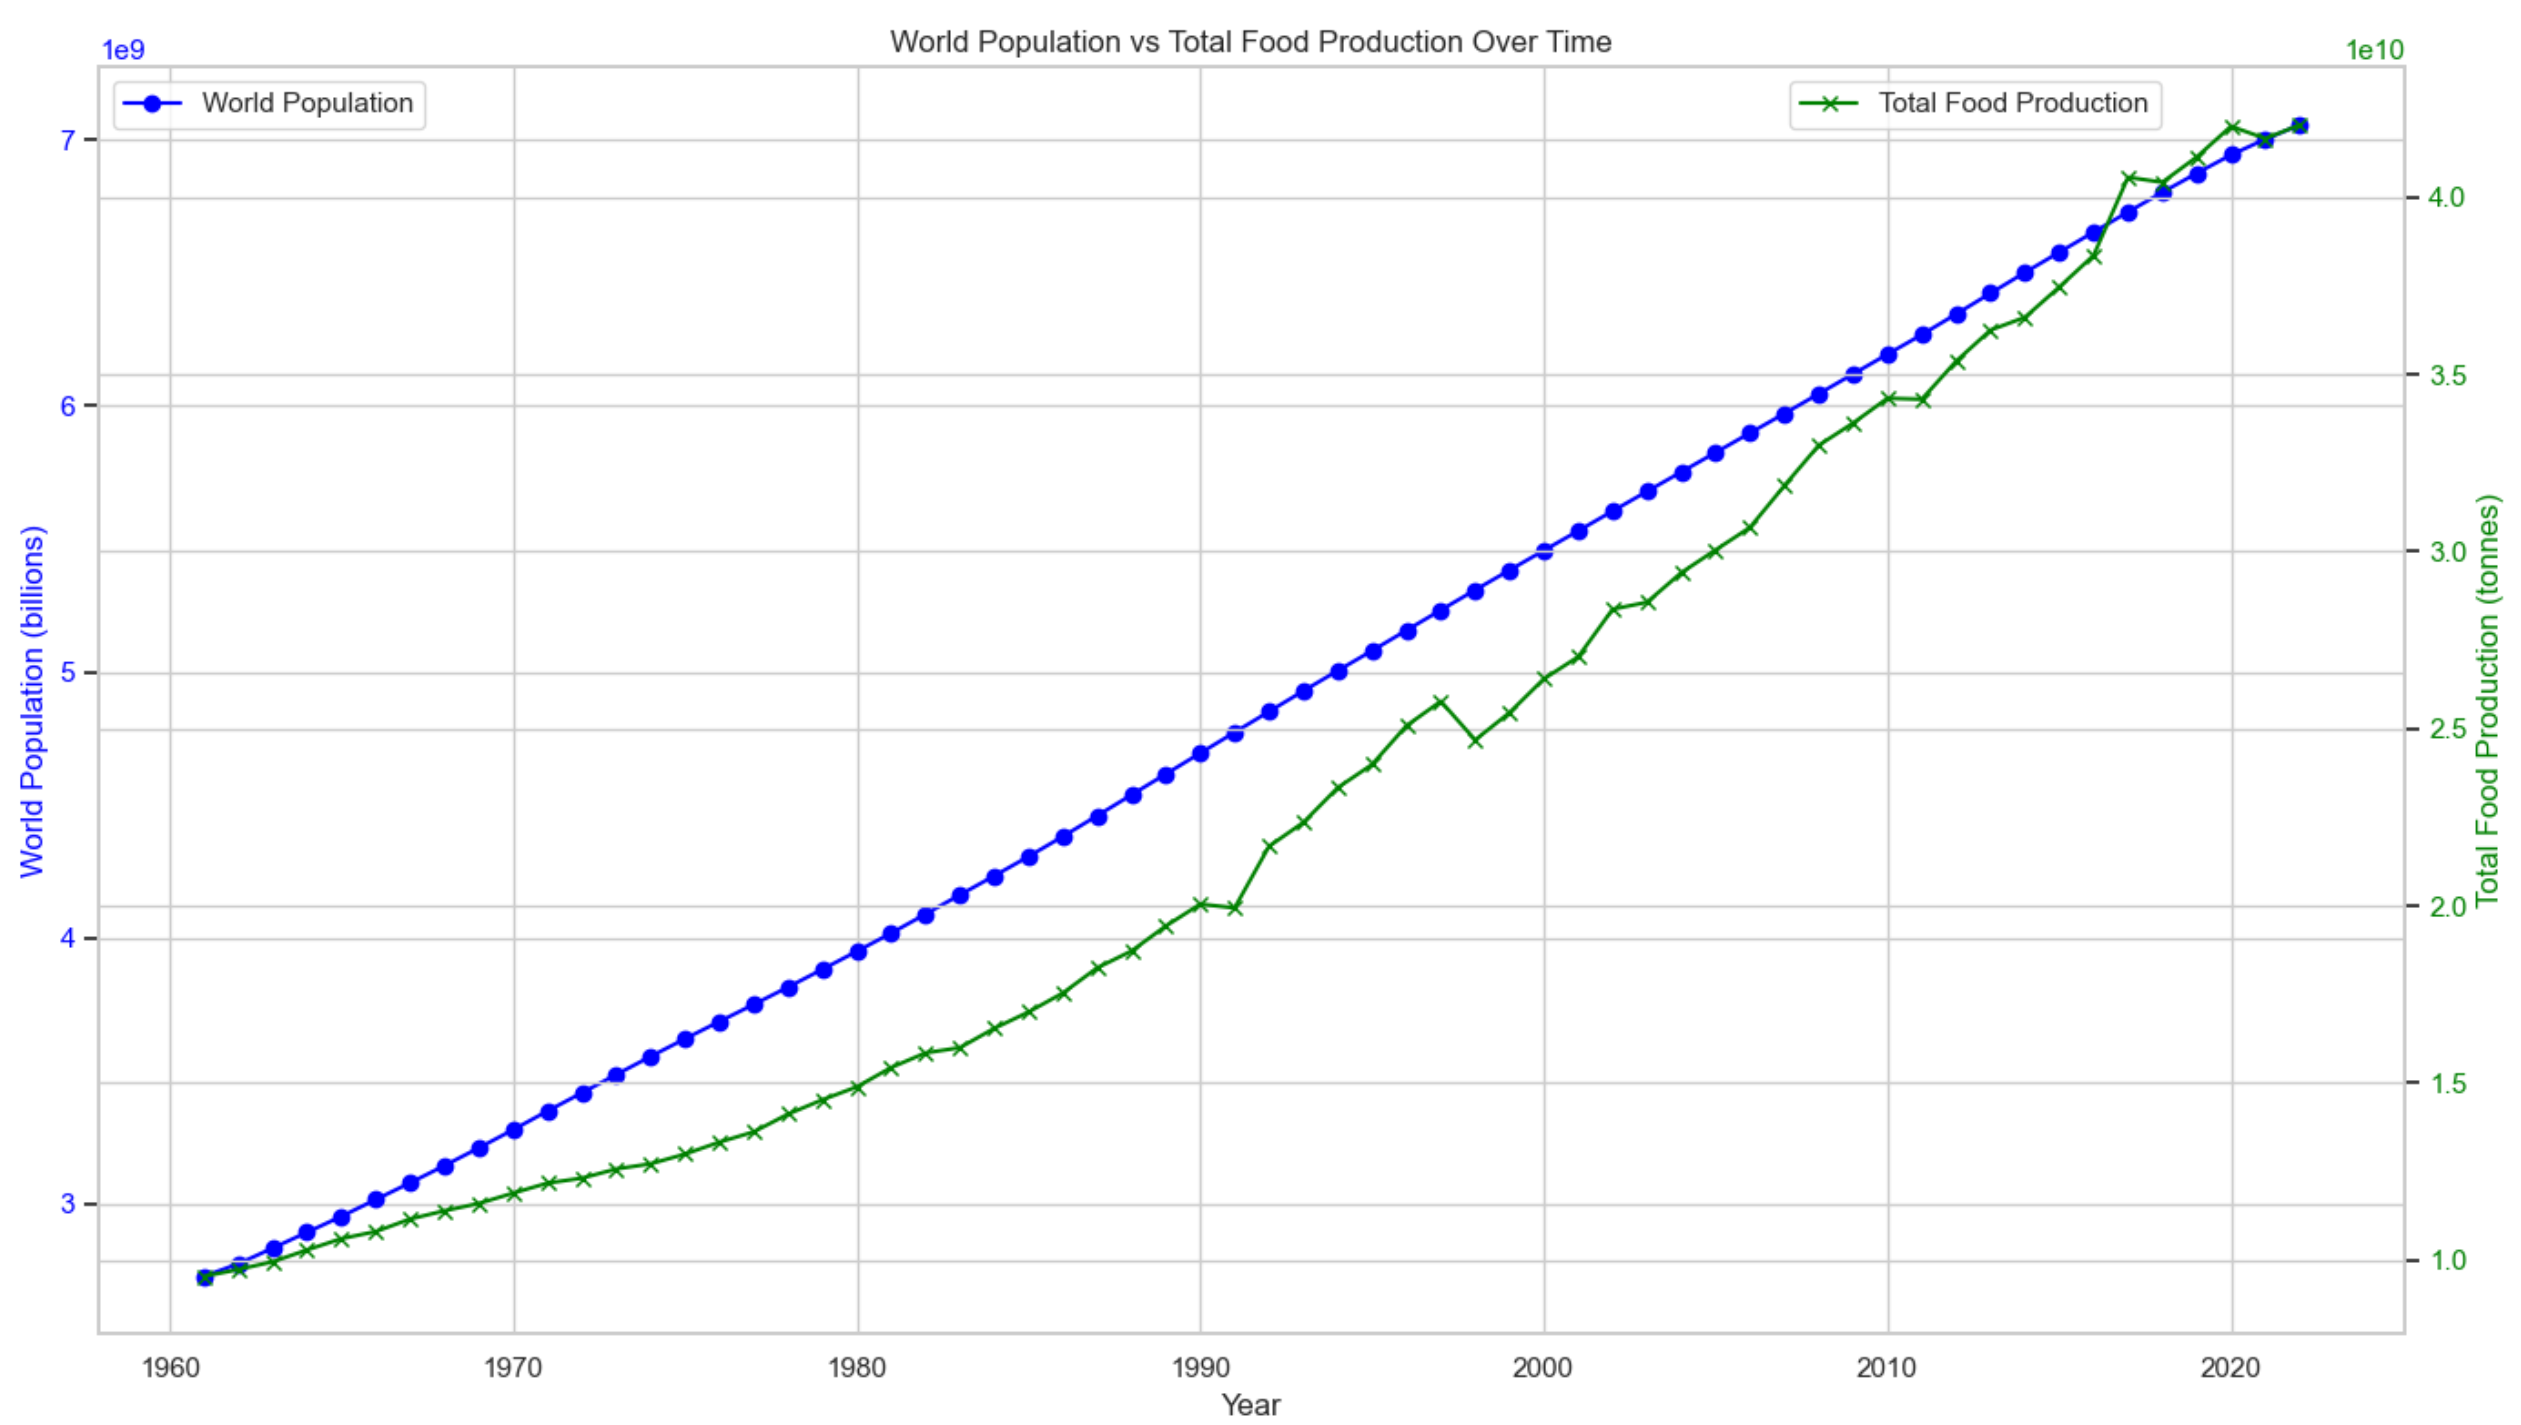 World Population vs Total Food Production Over Time
1e9
1e10
World Population
Total Food Production
7
6
5
4
3
World Population (billions)
4.0
3.5
3.0
2.5
2.0
1.5
1.0
Total Food Production (tonnes)
1960 1970 1980 1990 2000 2010 2020
Year